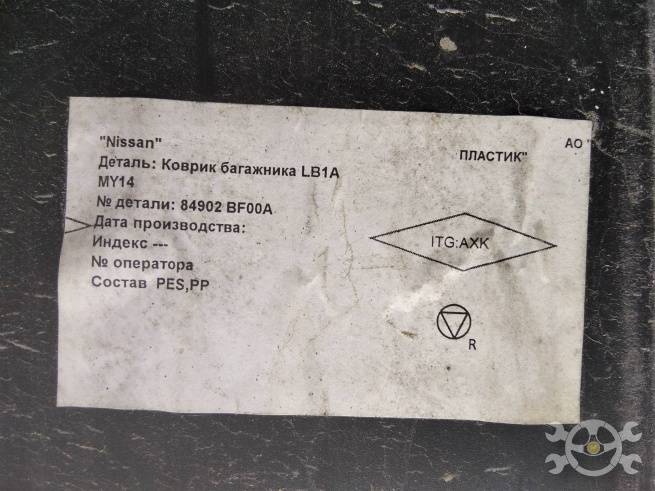 "Nissan"
Деталь: Коврик багажника LB1A
MY14
№ детали: 84902 BF00A
Дата производства:
Индекс ---
№ оператора
Состав PES,PP
АО "
ПЛАСТИК"
ITG:AXK
R